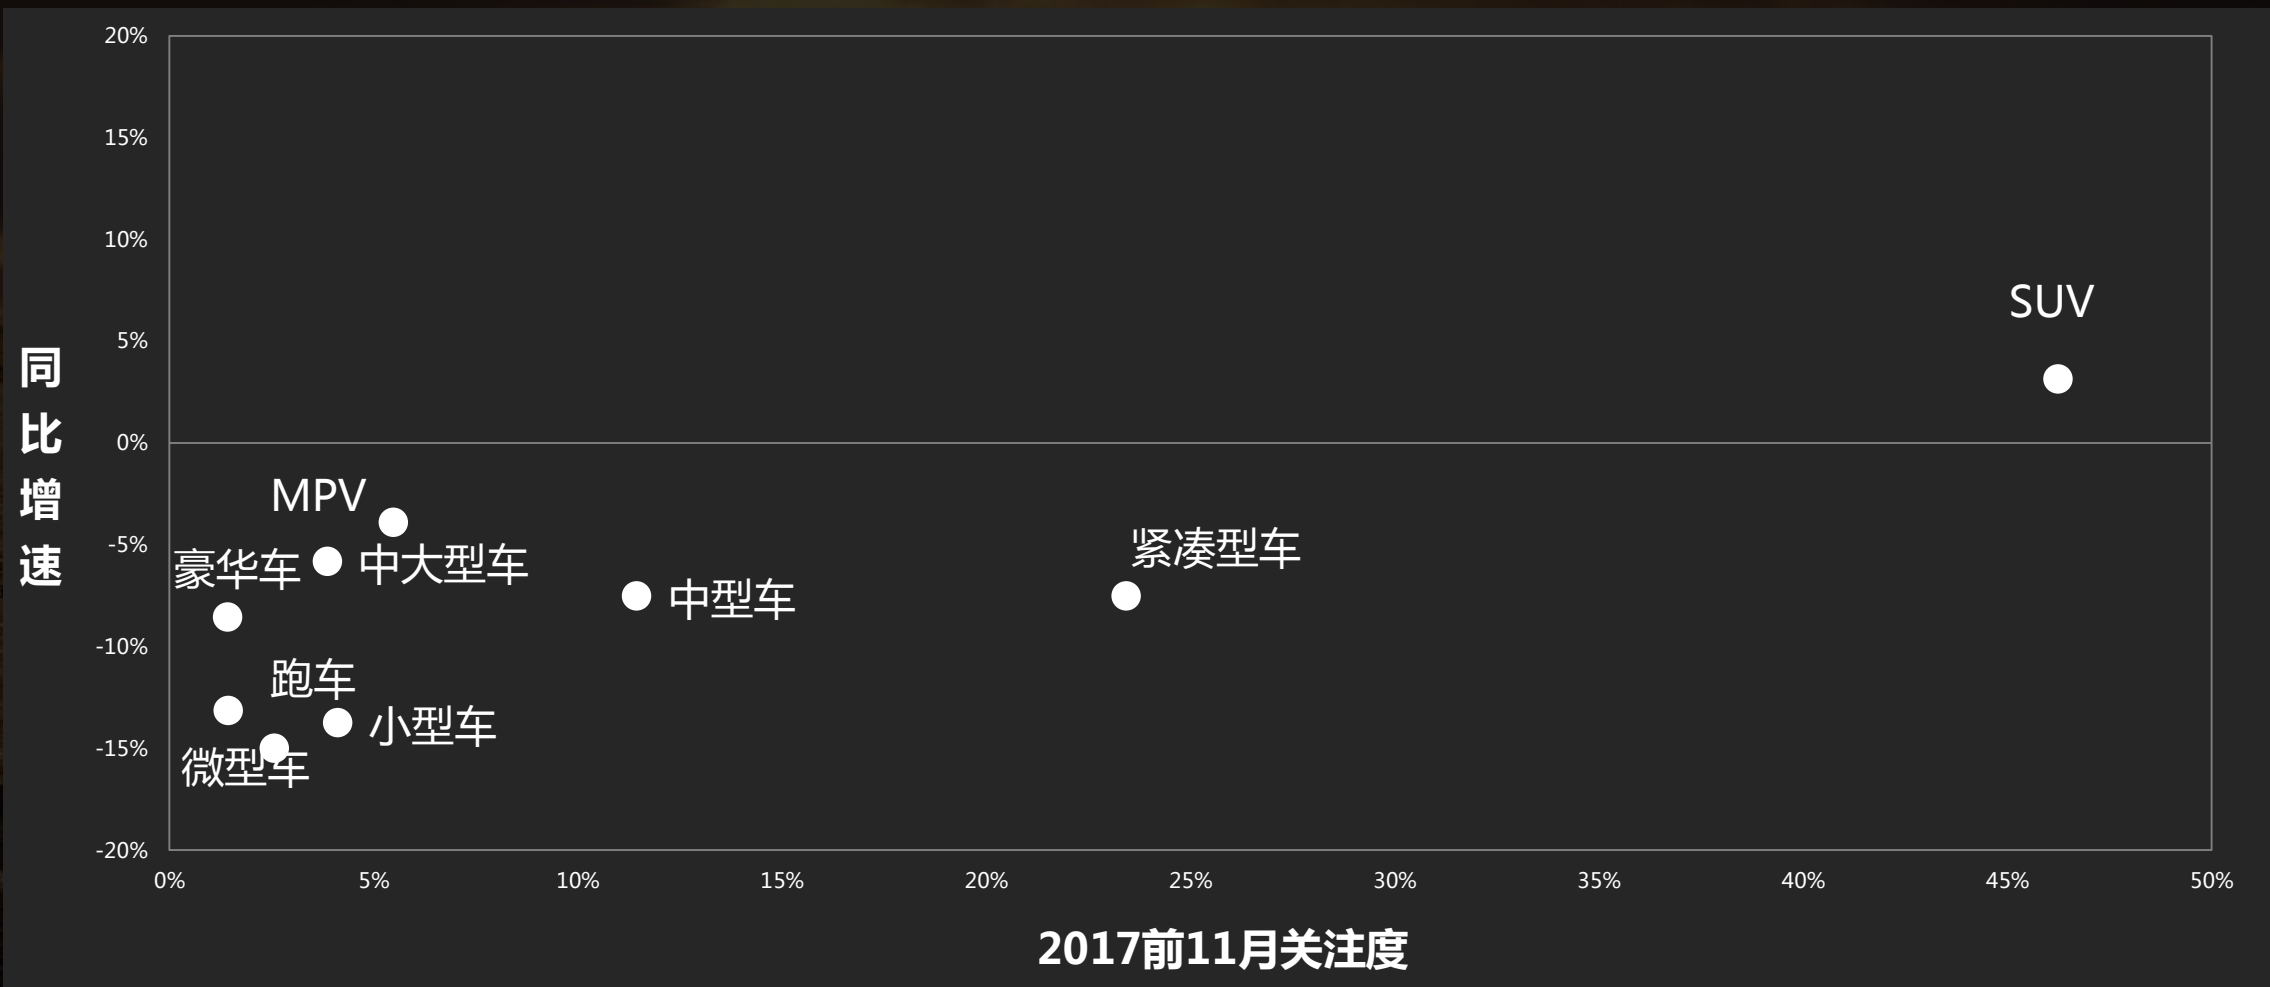 20%
15%
10%
5%
0%
-5%
-10%
-15%
-20%
同比增速
SUV
MPV
豪华车
中大型车
紧凑型车
中型车
跑车
小型车
微型车
0% 5% 10% 15% 20% 25% 30% 35% 40% 45% 50%
2017前11月关注度